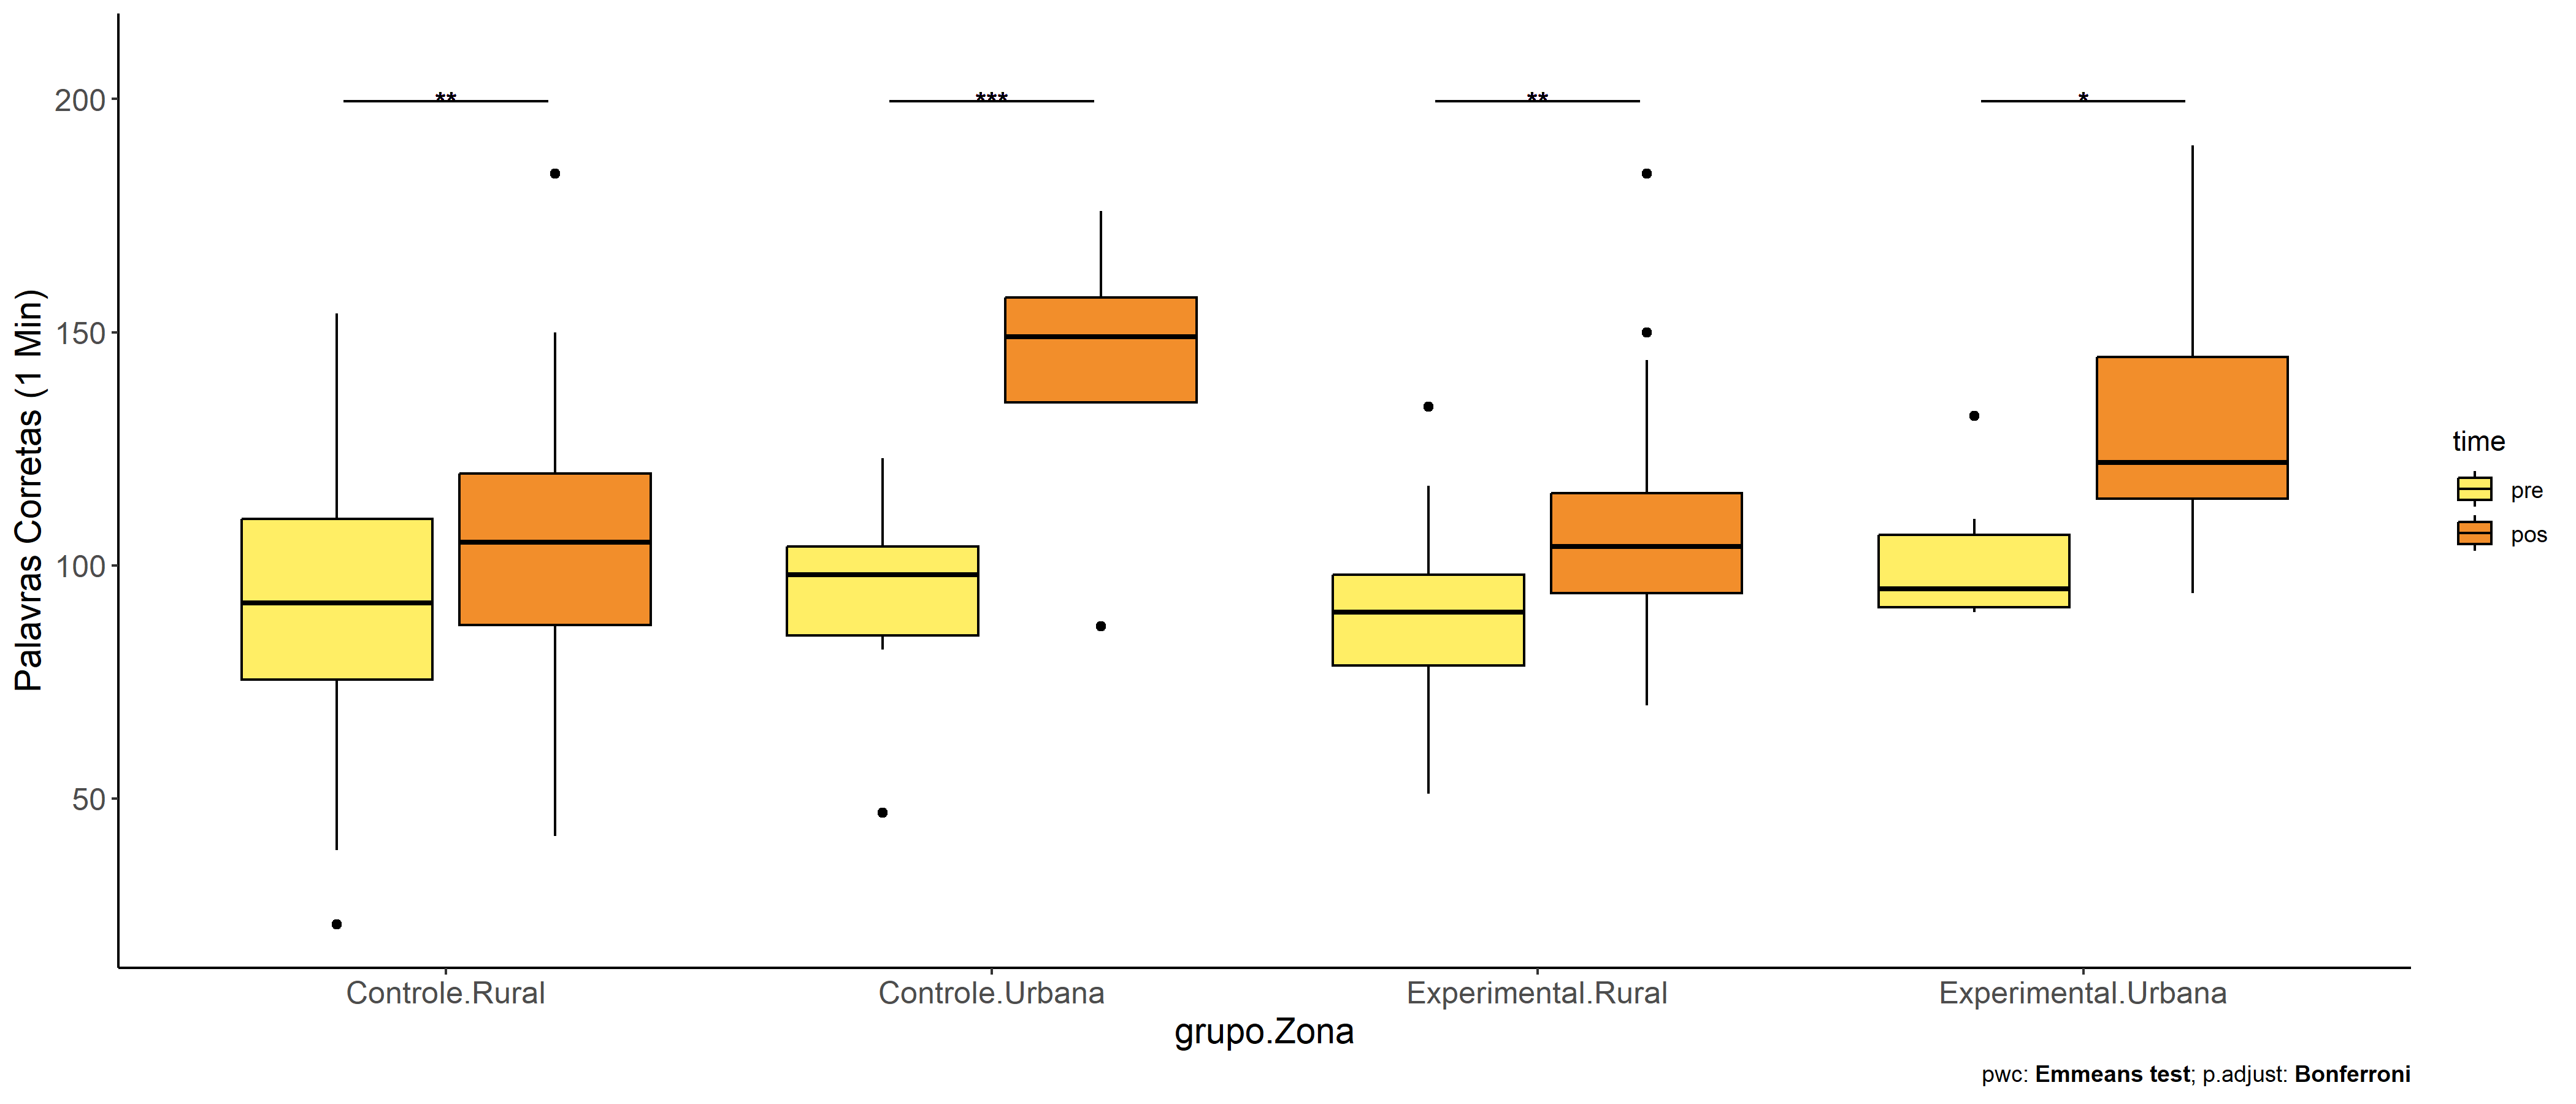 Palavras Corretas (1 Min)
200
150
100
50
**
***
**
*
Controle.Rural
Controle.Urbana
Experimental.Rural
Experimental.Urbana
grupo.Zona
time
pre
pos
pwc: Emmeans test; p.adjust: Bonferroni